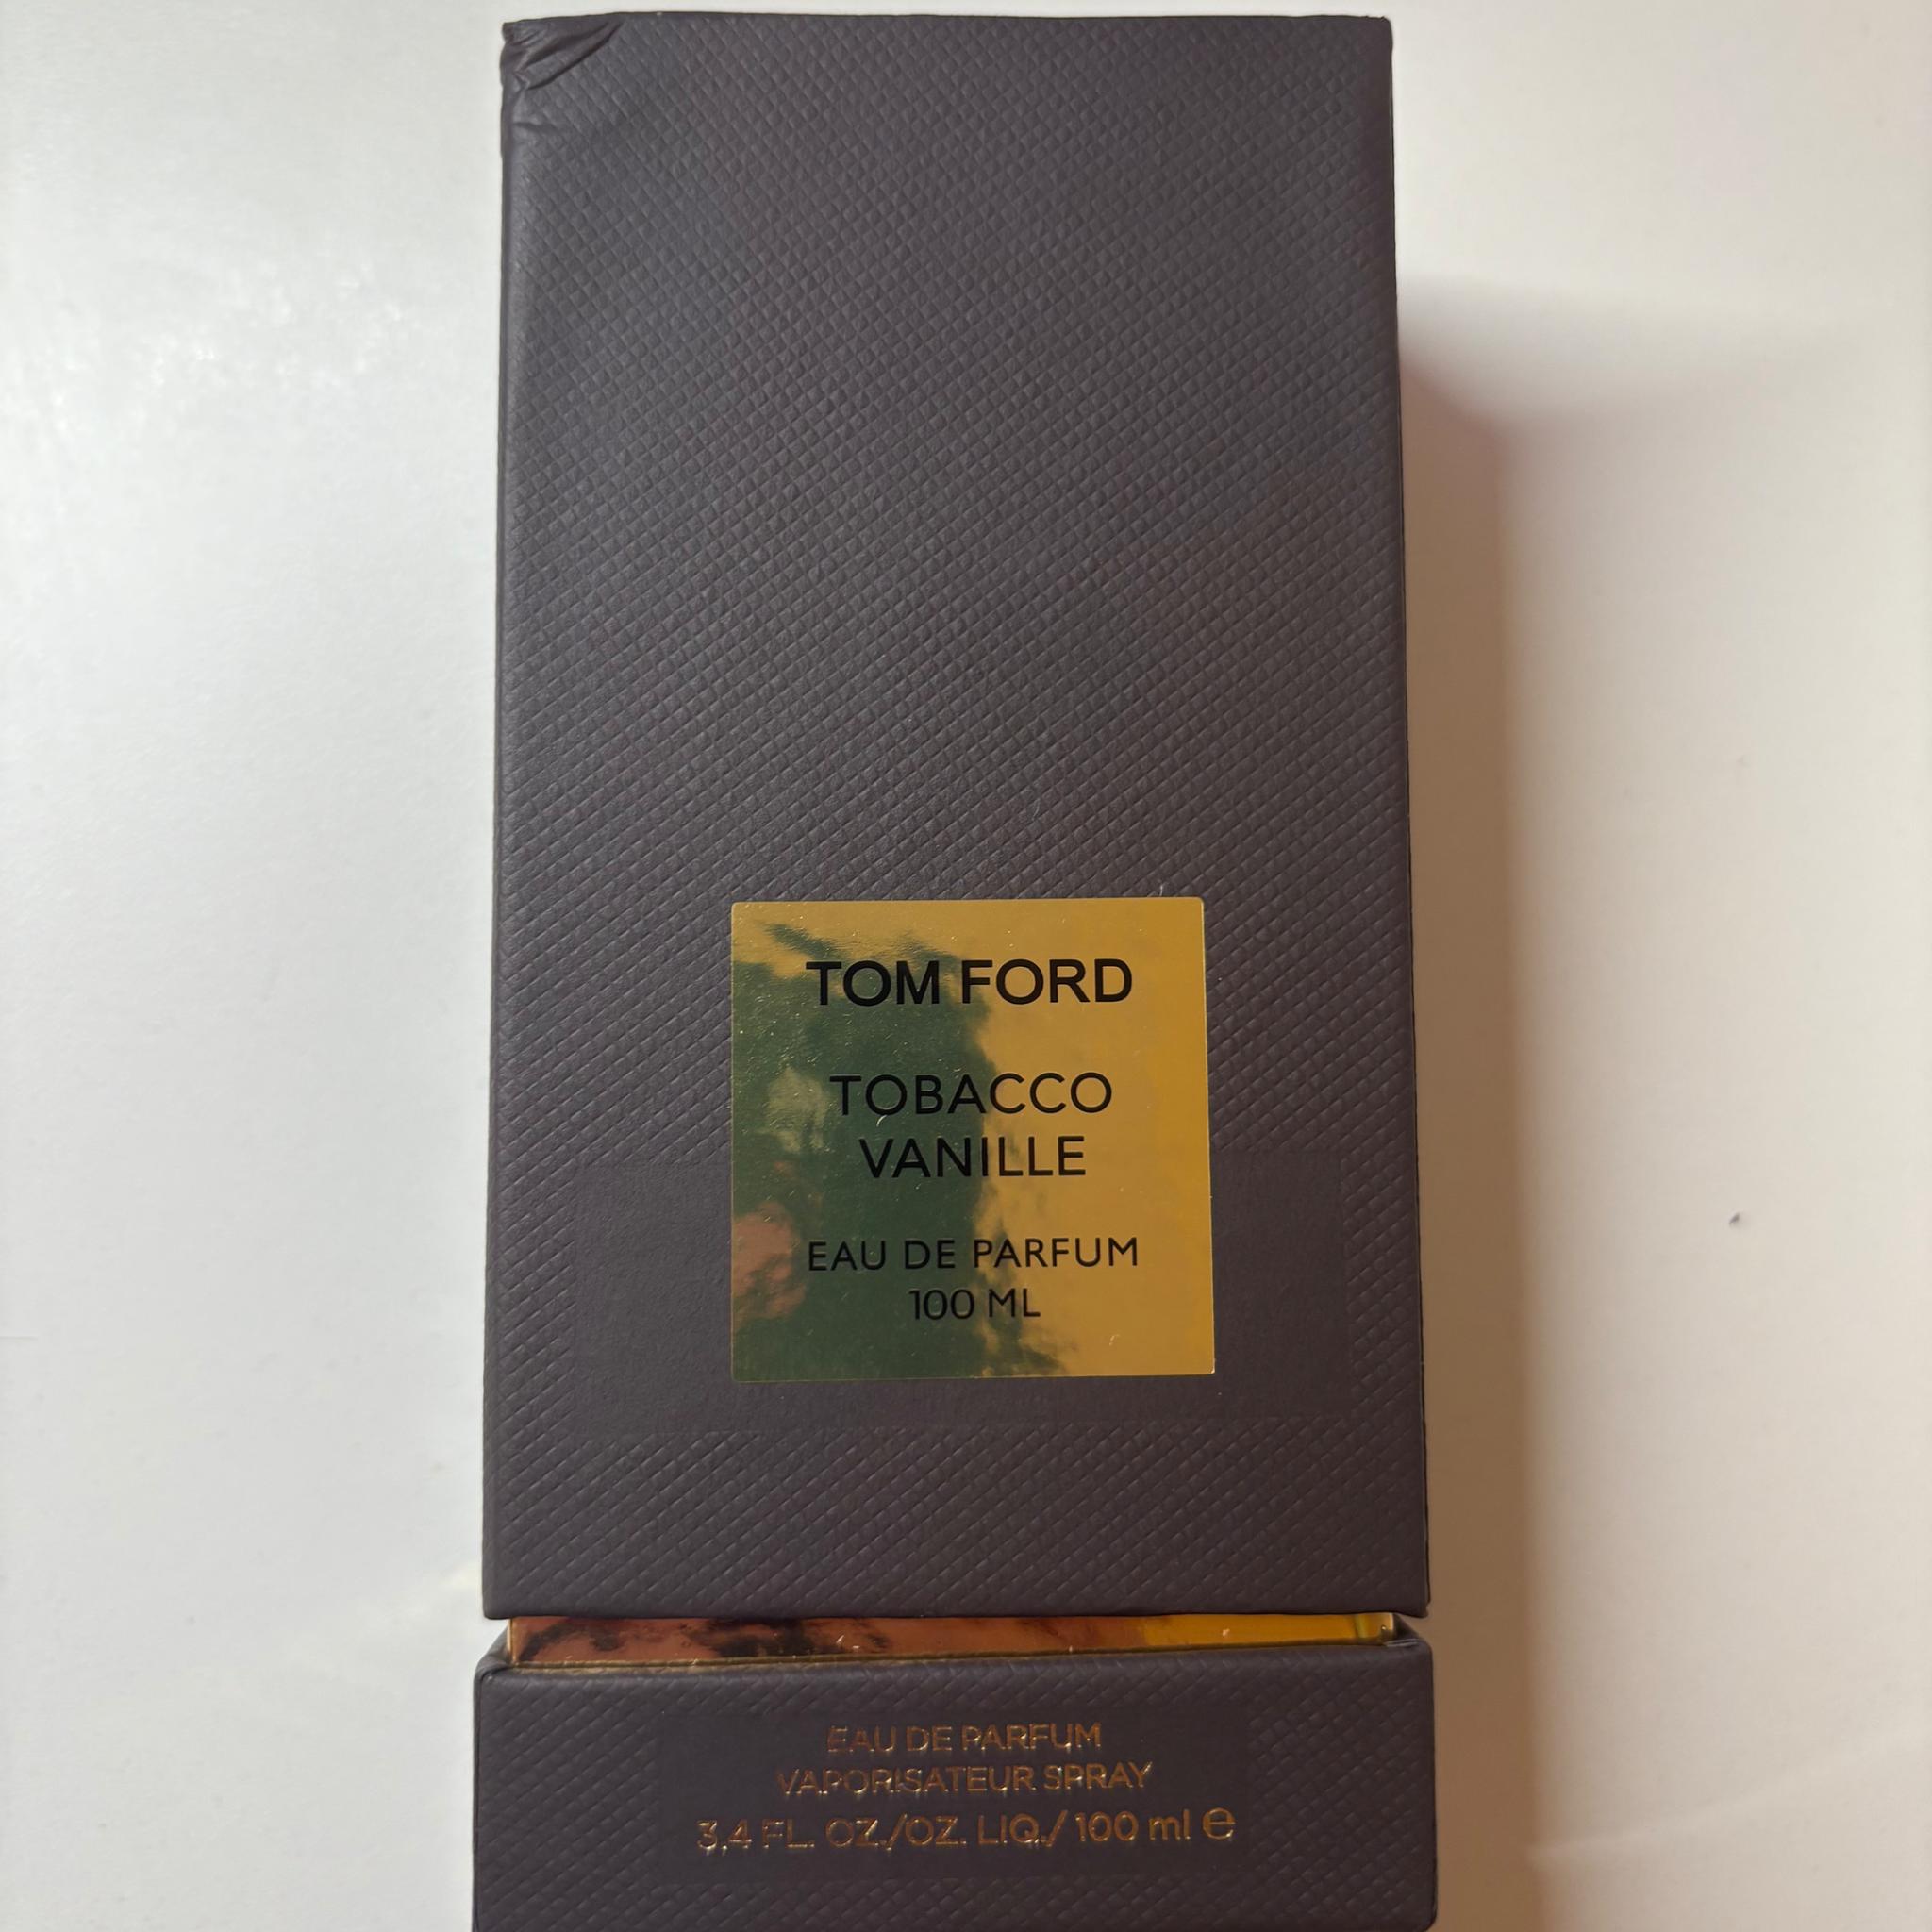 TOM FORD
TOBACCO
VANILLE
EAU DE PARFUM
100 ML
EAU DE PARFUM
VAPORISATEUR SPRAY
3,4 FL. OZ./OZ. LIQ./ 100 ml ℮